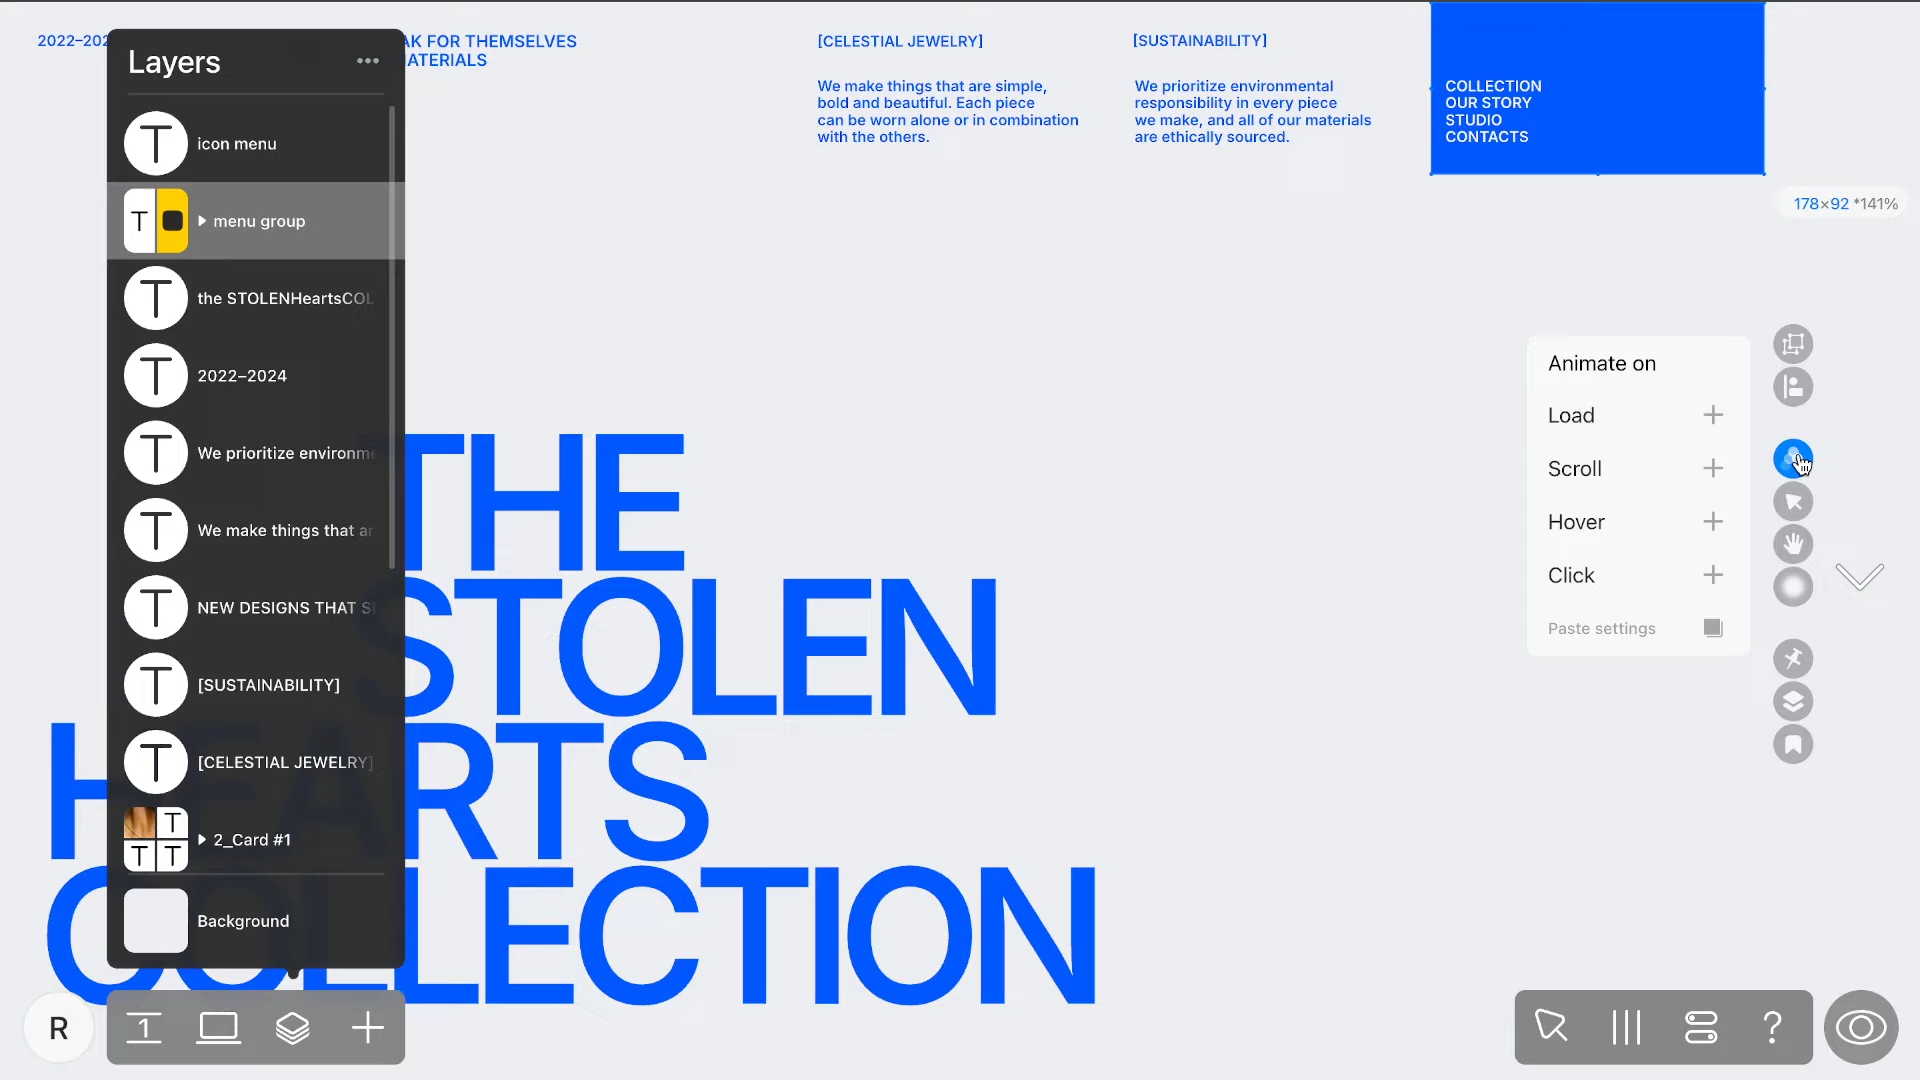 2022–202
AK FOR THEMSELVES
ATERIALS
[CELESTIAL JEWELRY]
We make things that are simple,
bold and beautiful. Each piece
can be worn alone or in combination
with the others.
[SUSTAINABILITY]
We prioritize environmental
responsibility in every piece
we make, and all of our materials
are ethically sourced.
COLLECTION
OUR STORY
STUDIO
CONTACTS
178×92 *141%
Layers
T icon menu
T menu group
T the STOLENHeartsCOL
T 2022–2024
T We prioritize environme
T We make things that ar
T NEW DESIGNS THAT S
T [SUSTAINABILITY]
T [CELESTIAL JEWELRY]
T
T T 2_Card #1
Background
THE
STOLEN
HEARTS
COLLECTION
Animate on
Load
Scroll
Hover
Click
Paste settings
R
1
?